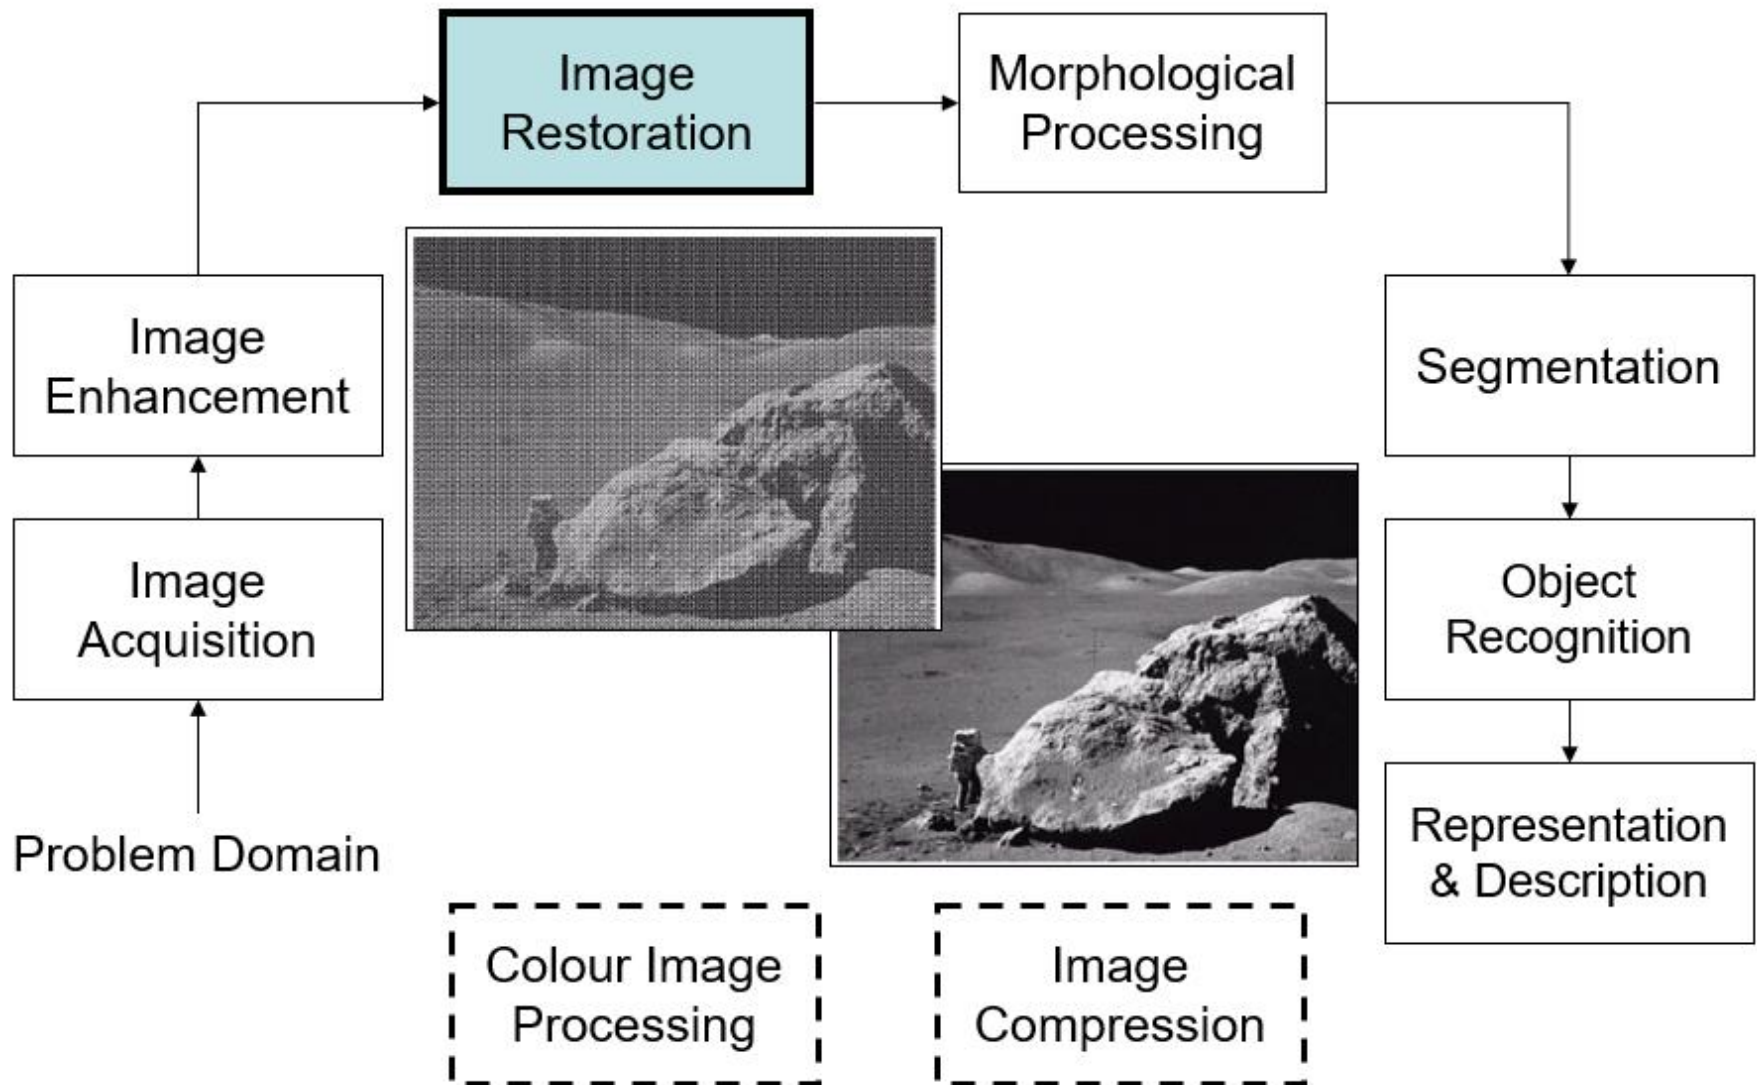 Image
Restoration
Morphological
Processing
Image
Enhancement
Segmentation
Image
Acquisition
Object
Recognition
Problem Domain
Representation
& Description
Colour Image
Processing
Image
Compression